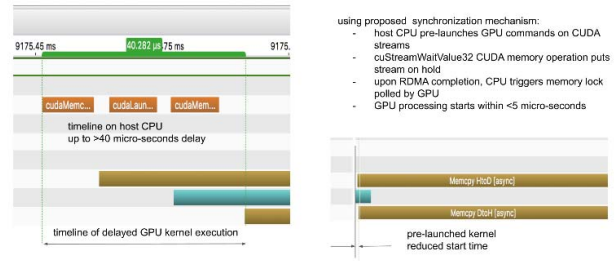 9175.45 ms
40.282 µs
75 ms
9175.
cudaMemc...
cudaLaun...
cudaMem...
timeline on host CPU
up to >40 micro-seconds delay
timeline of delayed GPU kernel execution
using proposed synchronization mechanism:
- host CPU pre-launches GPU commands on CUDA
streams
- cuStreamWaitValue32 CUDA memory operation puts
stream on hold
- upon RDMA completion, CPU triggers memory lock
polled by GPU
- GPU processing starts within <5 micro-seconds
Memcpy HtoD [async]
Memcpy DtoH [async]
pre-launched kernel
reduced start time